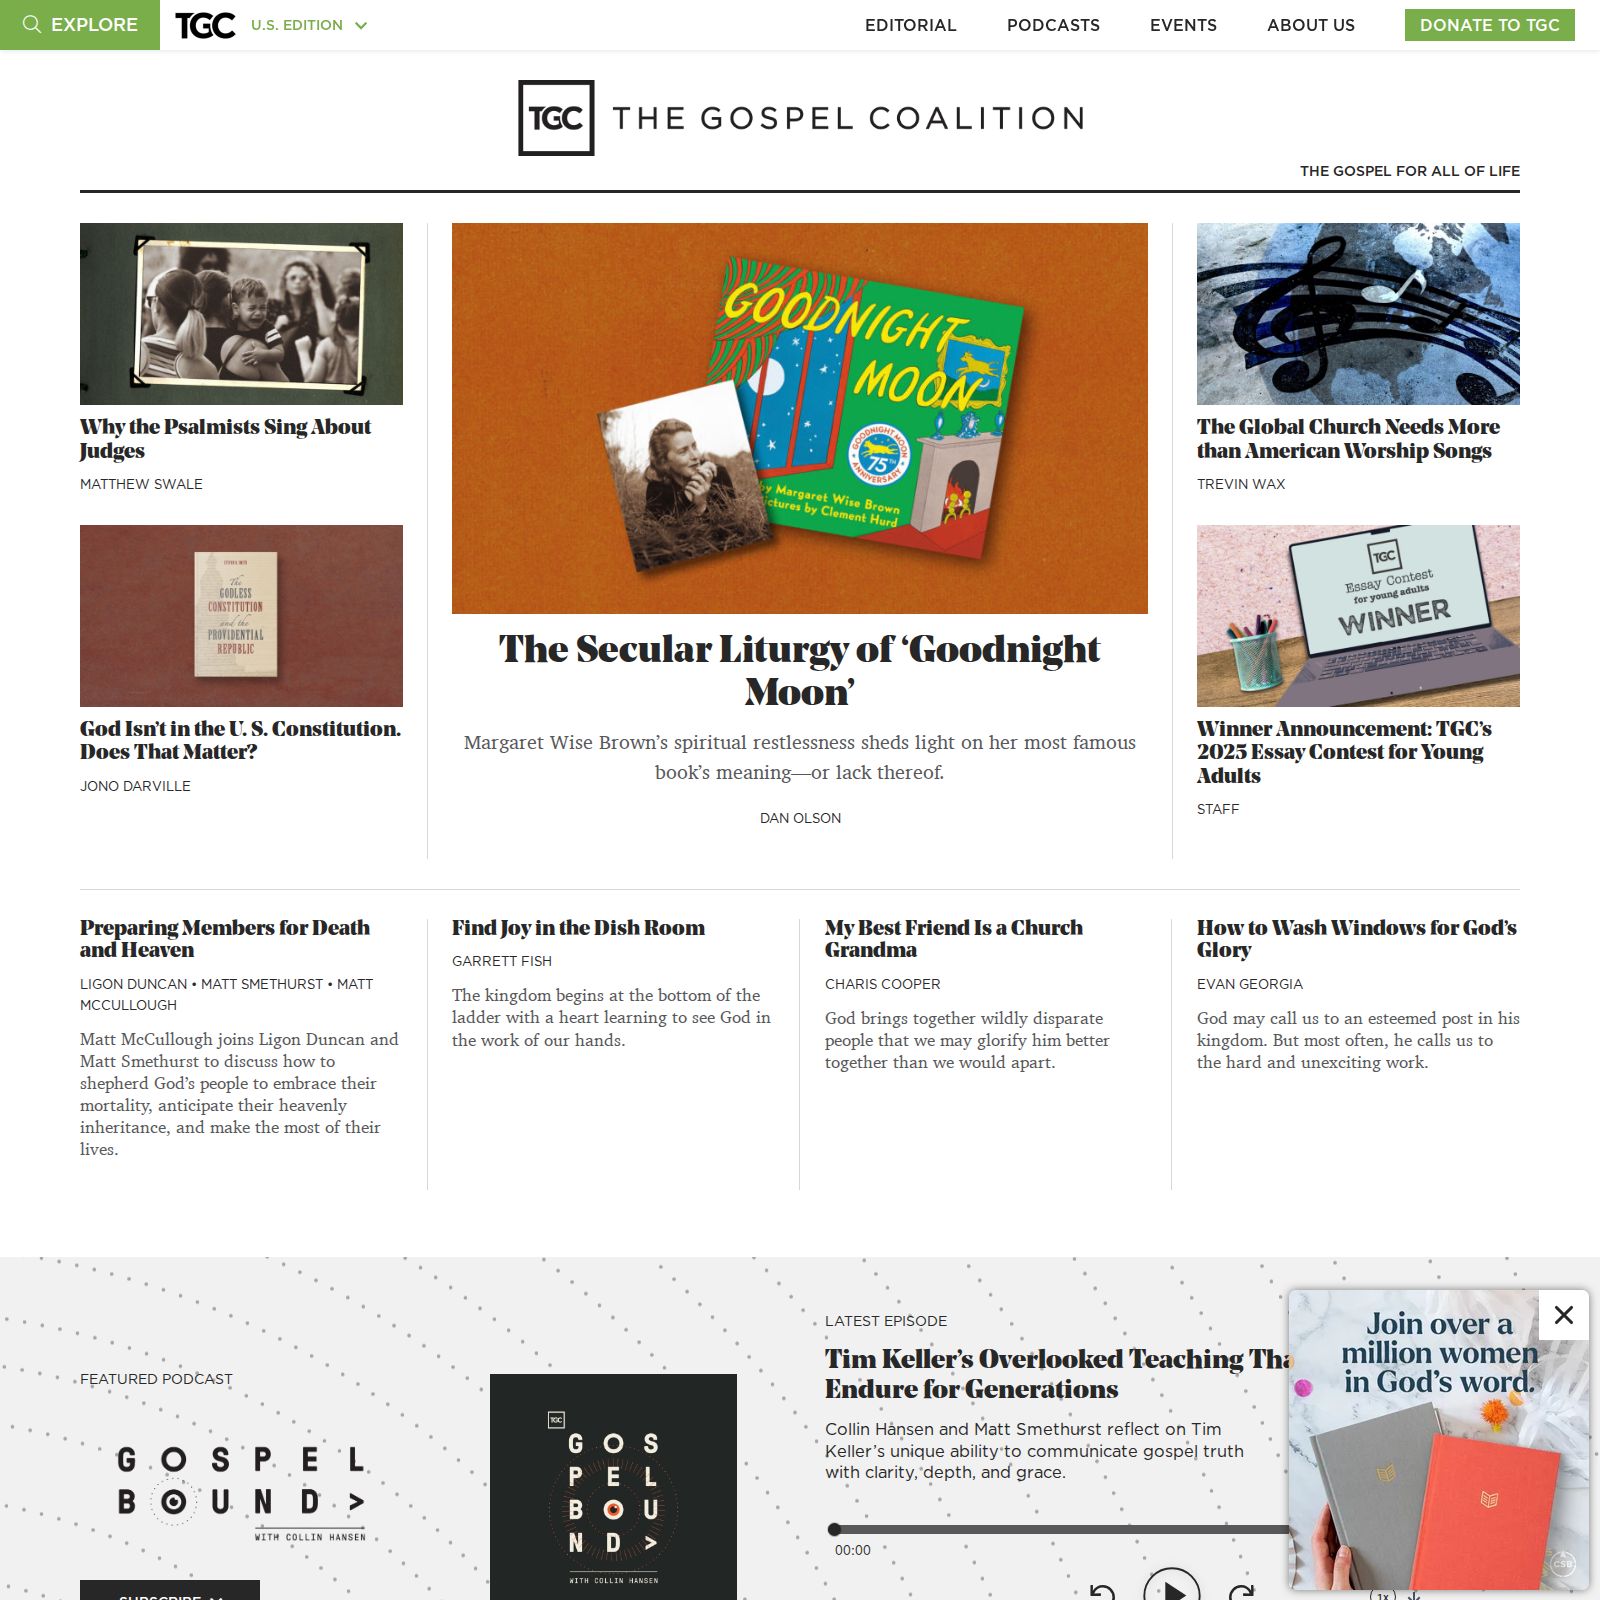 EXPLORE
TGC
U.S. EDITION
EDITORIAL
PODCASTS
EVENTS
ABOUT US
DONATE TO TGC
TGC
THE GOSPEL COALITION
THE GOSPEL FOR ALL OF LIFE
Why the Psalmists Sing About
Judges
MATTHEW SWALE
The
GODLESS
CONSTITUTION
and the
PROVIDENTIAL
REPUBLIC
God Isn’t in the U. S. Constitution.
Does That Matter?
JONO DARVILLE
GOODNIGHT
MOON
GOODNIGHT MOON
75TH
ANNIVERSARY
by Margaret Wise Brown
ictures by Clement Hurd
The Secular Liturgy of ‘Goodnight
Moon’
Margaret Wise Brown’s spiritual restlessness sheds light on her most famous
book’s meaning—or lack thereof.
DAN OLSON
The Global Church Needs More
than American Worship Songs
TREVIN WAX
TGC
Essay Contest
for young adults
WINNER
Winner Announcement: TGC’s
2025 Essay Contest for Young
Adults
STAFF
Preparing Members for Death
and Heaven
LIGON DUNCAN • MATT SMETHURST • MATT
MCCULLOUGH
Matt McCullough joins Ligon Duncan and
Matt Smethurst to discuss how to
shepherd God’s people to embrace their
mortality, anticipate their heavenly
inheritance, and make the most of their
lives.
Find Joy in the Dish Room
GARRETT FISH
The kingdom begins at the bottom of the
ladder with a heart learning to see God in
the work of our hands.
My Best Friend Is a Church
Grandma
CHARIS COOPER
God brings together wildly disparate
people that we may glorify him better
together than we would apart.
How to Wash Windows for God’s
Glory
EVAN GEORGIA
God may call us to an esteemed post in his
kingdom. But most often, he calls us to
the hard and unexciting work.
FEATURED PODCAST
GOSPEL
BOUND >
WITH COLLIN HANSEN
SUBSCRIBE
TGC
GOS
PEL
BOU
ND>
WITH COLLIN HANSEN
LATEST EPISODE
Tim Keller’s Overlooked Teaching Tha
Endure for Generations
Collin Hansen and Matt Smethurst reflect on Tim
Keller’s unique ability to communicate gospel truth
with clarity, depth, and grace.
00:00
1x
Join over a
million women
in God’s word.
CSB